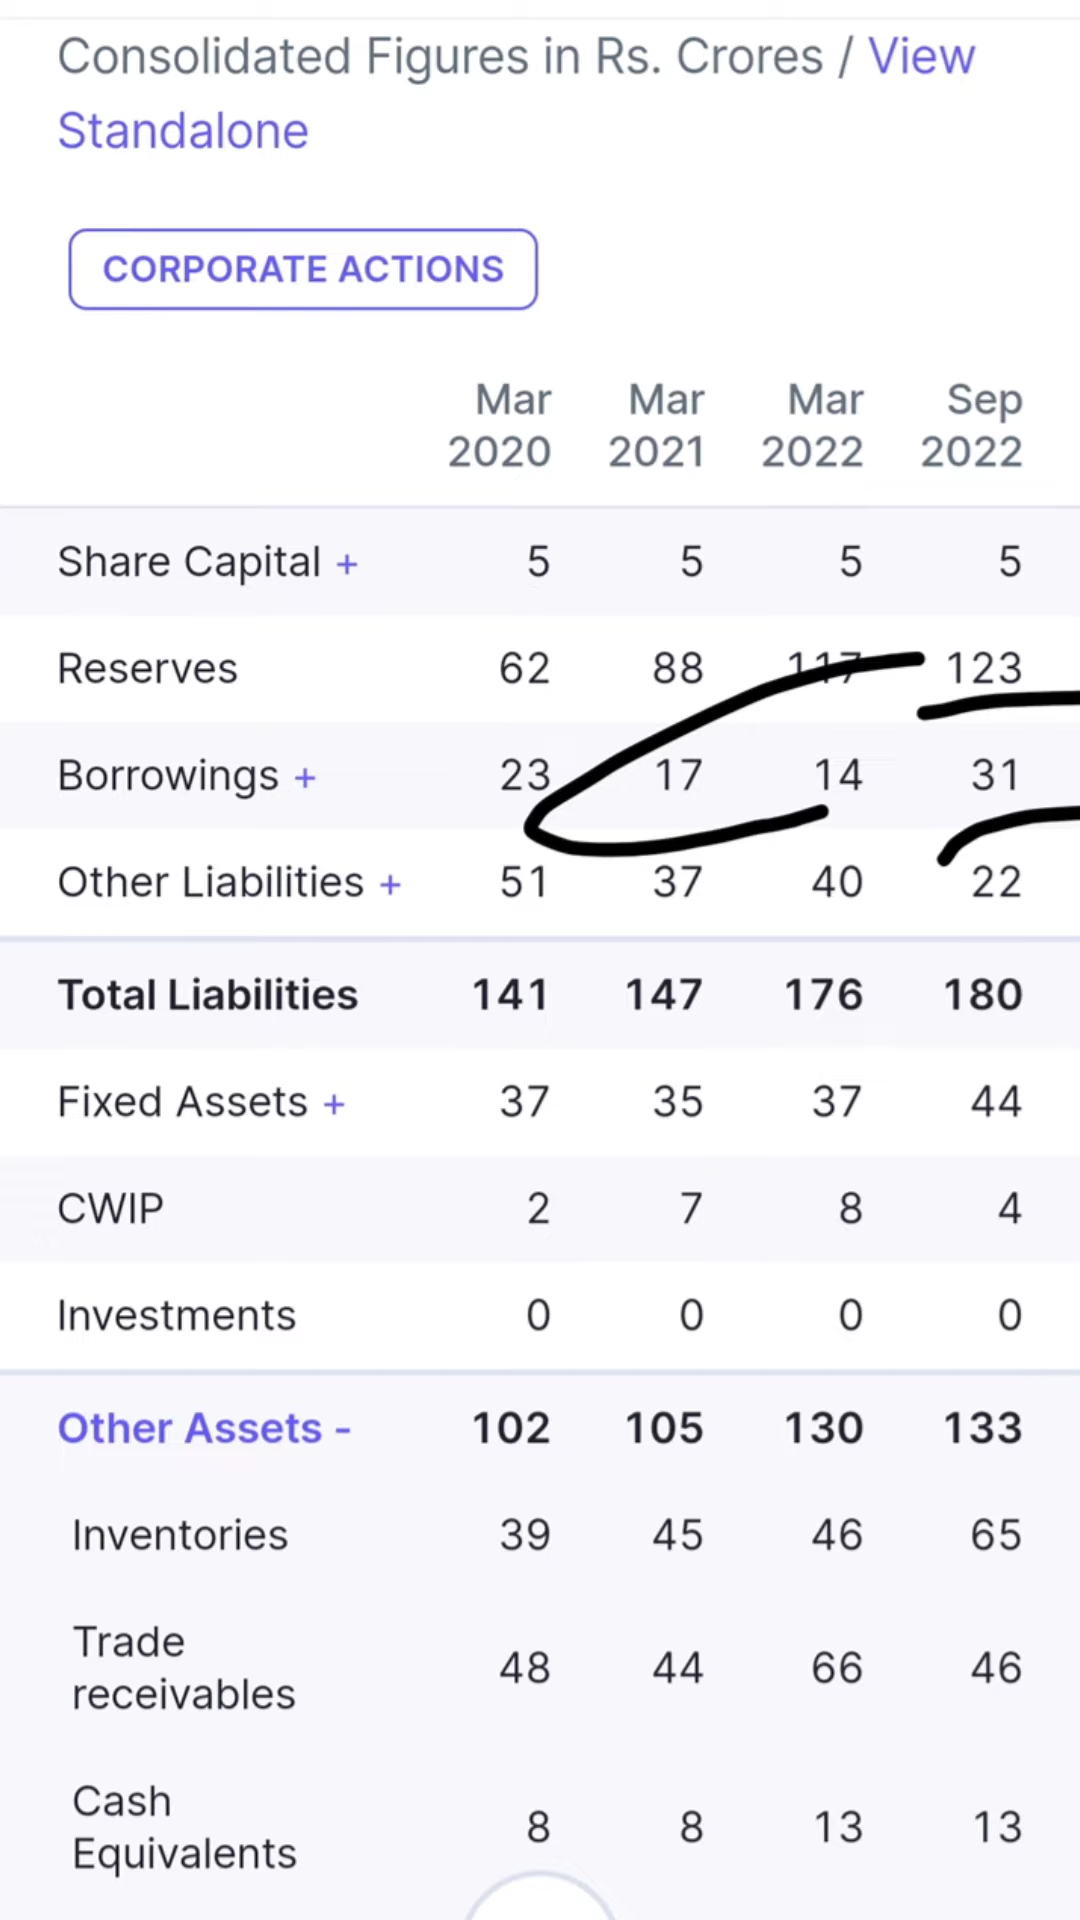 Consolidated Figures in Rs. Crores / View
Standalone
CORPORATE ACTIONS
Mar Mar Mar Sep
2020 2021 2022 2022
Share Capital + 5 5 5 5
Reserves 62 88 117 123
Borrowings + 23 17 14 31
Other Liabilities + 51 37 40 22
Total Liabilities 141 147 176 180
Fixed Assets + 37 35 37 44
CWIP 2 7 8 4
Investments 0 0 0 0
Other Assets - 102 105 130 133
Inventories 39 45 46 65
Trade
receivables 48 44 66 46
Cash
Equivalents 8 8 13 13